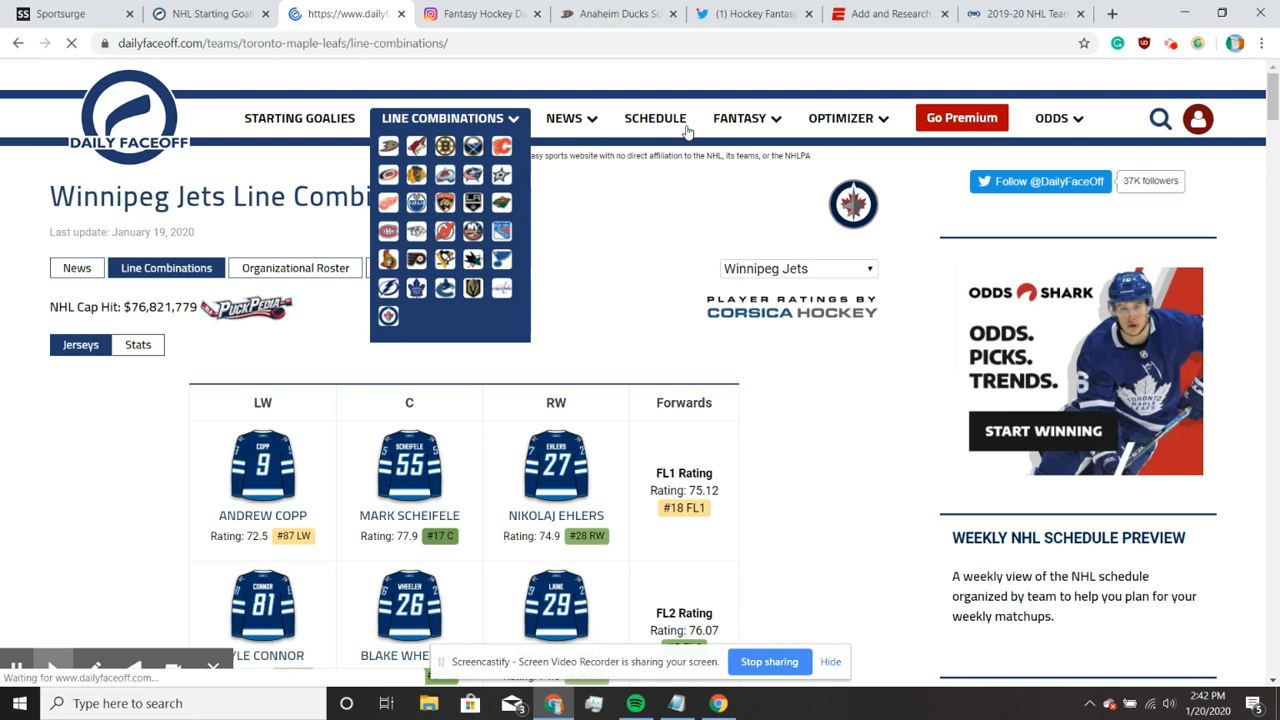 Sportsurge
NHL Starting Goali
https://www.dailyf
Fantasy Hockey Da
Anaheim Ducks Sc
(1) Hockey Fantasy
Add and Research
2019-20 NHL Team
dailyfaceoff.com/teams/toronto-maple-leafs/line-combinations/
DAILY FACEOFF
STARTING GOALIES
LINE COMBINATIONS
NEWS
SCHEDULE
FANTASY
OPTIMIZER
Go Premium
ODDS
asy sports website with no direct affiliation to the NHL, its teams, or the NHLPA
Winnipeg Jets Line Combi
Last update: January 19, 2020
Follow @DailyFaceOff
37K followers
News
Line Combinations
Organizational Roster
Winnipeg Jets
NHL Cap Hit: $76,821,779
PUCKPEDIA
PLAYER RATINGS BY
CORSICA HOCKEY
Jerseys
Stats
ODDS SHARK
ODDS.
PICKS.
TRENDS.
START WINNING
LW
C
RW
Forwards
COPP
9
SCHEIFELE
55
EHLERS
27
ANDREW COPP
MARK SCHEIFELE
NIKOLAJ EHLERS
Rating: 72.5 #87 LW
Rating: 77.9 #17 C
Rating: 74.9 #28 RW
FL1 Rating
Rating: 75.12
#18 FL1
CONNOR
81
WHEELER
26
LAINE
29
YLE CONNOR
BLAKE WHE
FL2 Rating
Rating: 76.07
WEEKLY NHL SCHEDULE PREVIEW
A weekly view of the NHL schedule
organized by team to help you plan for your
weekly matchups.
Screencastify - Screen Video Recorder is sharing your screen.
Stop sharing
Hide
Waiting for www.dailyfaceoff.com...
Type here to search
3
2:42 PM
1/20/2020
5